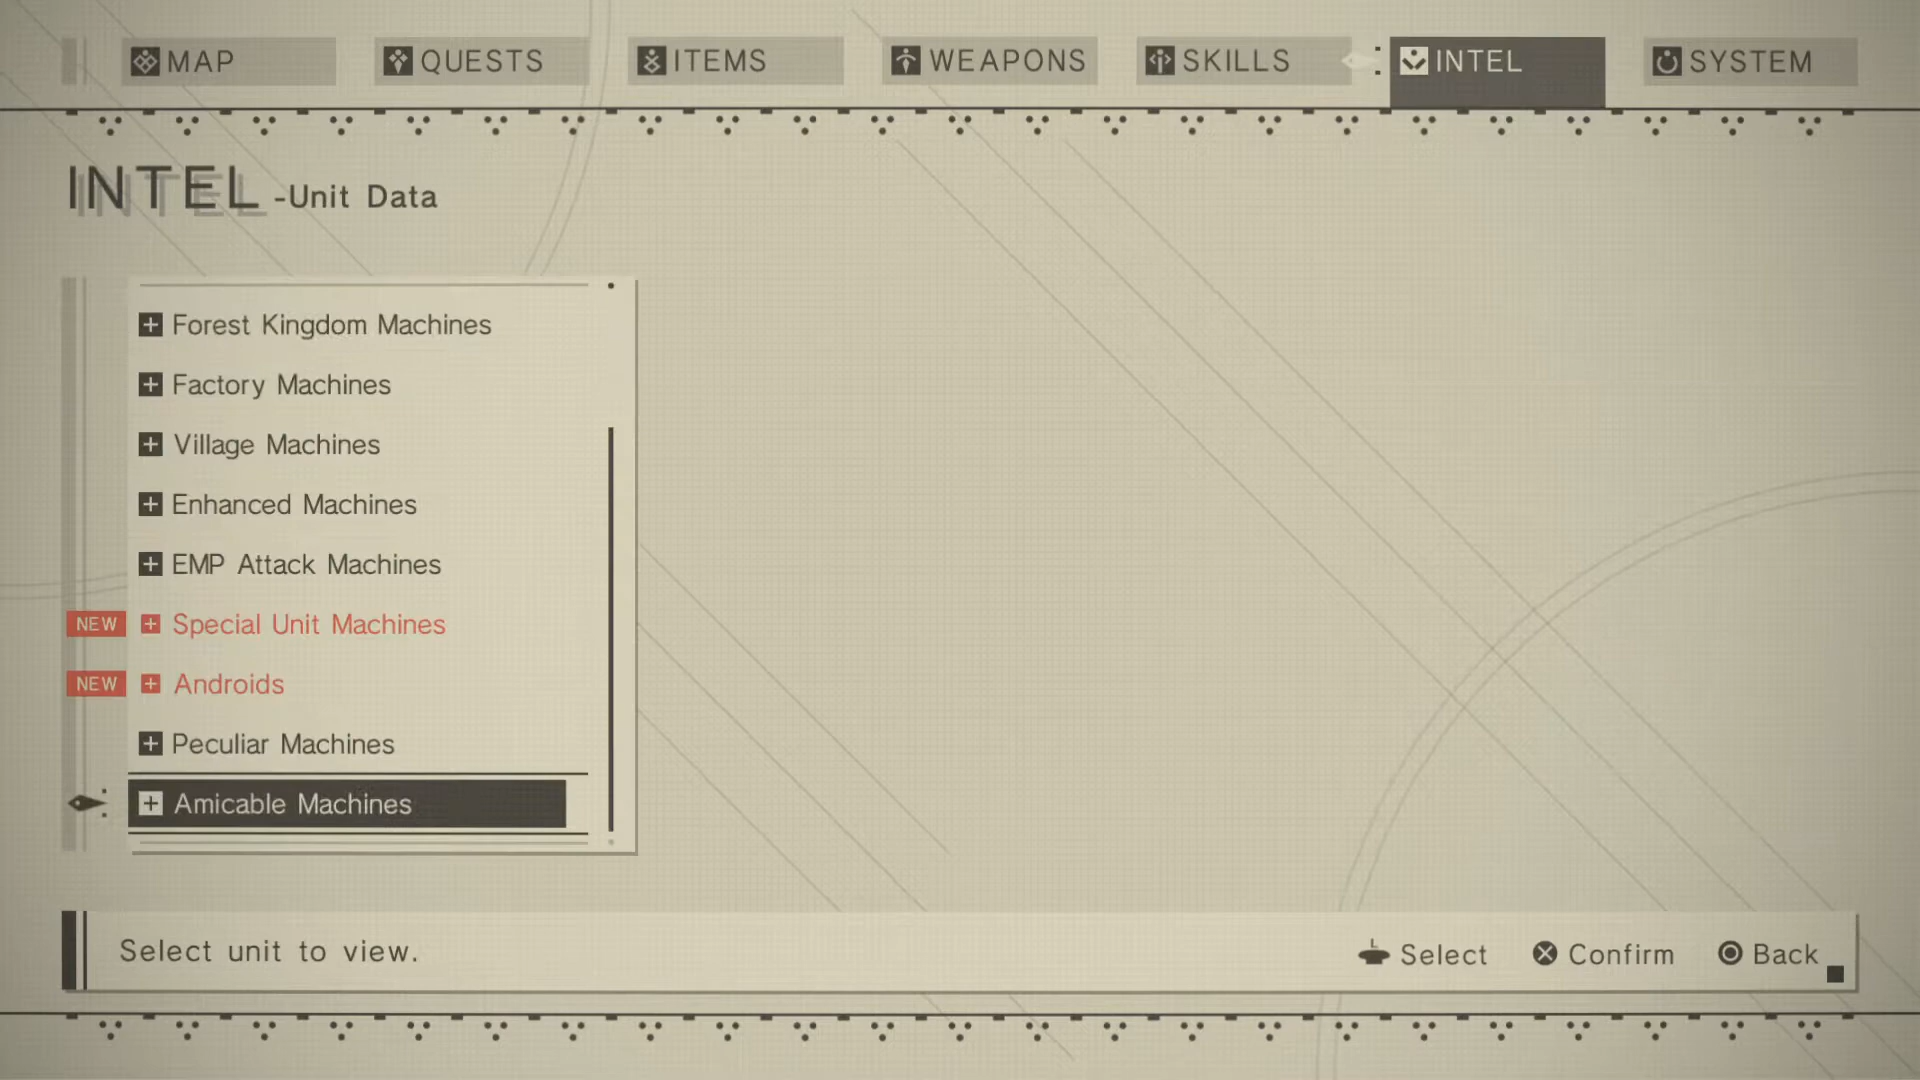 MAP QUESTS ITEMS WEAPONS SKILLS INTEL SYSTEM
INTEL -Unit Data
Forest Kingdom Machines
Factory Machines
Village Machines
Enhanced Machines
EMP Attack Machines
NEW Special Unit Machines
NEW Androids
Peculiar Machines
Amicable Machines
Select unit to view. L Select Confirm Back